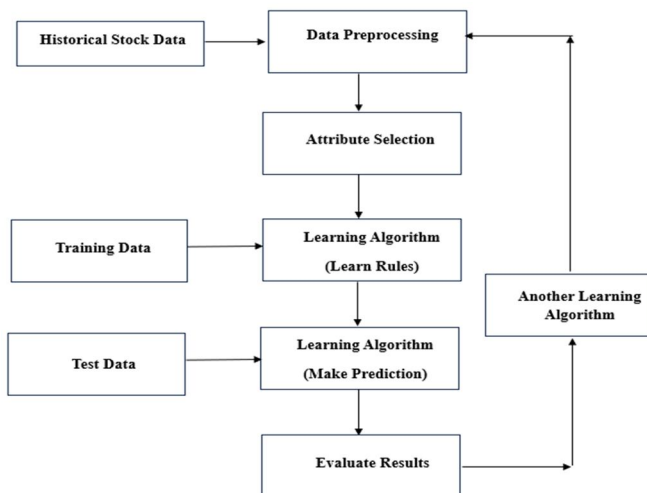 Historical Stock Data
Data Preprocessing
Attribute Selection
Training Data
Learning Algorithm
(Learn Rules)
Another Learning
Algorithm
Test Data
Learning Algorithm
(Make Prediction)
Evaluate Results